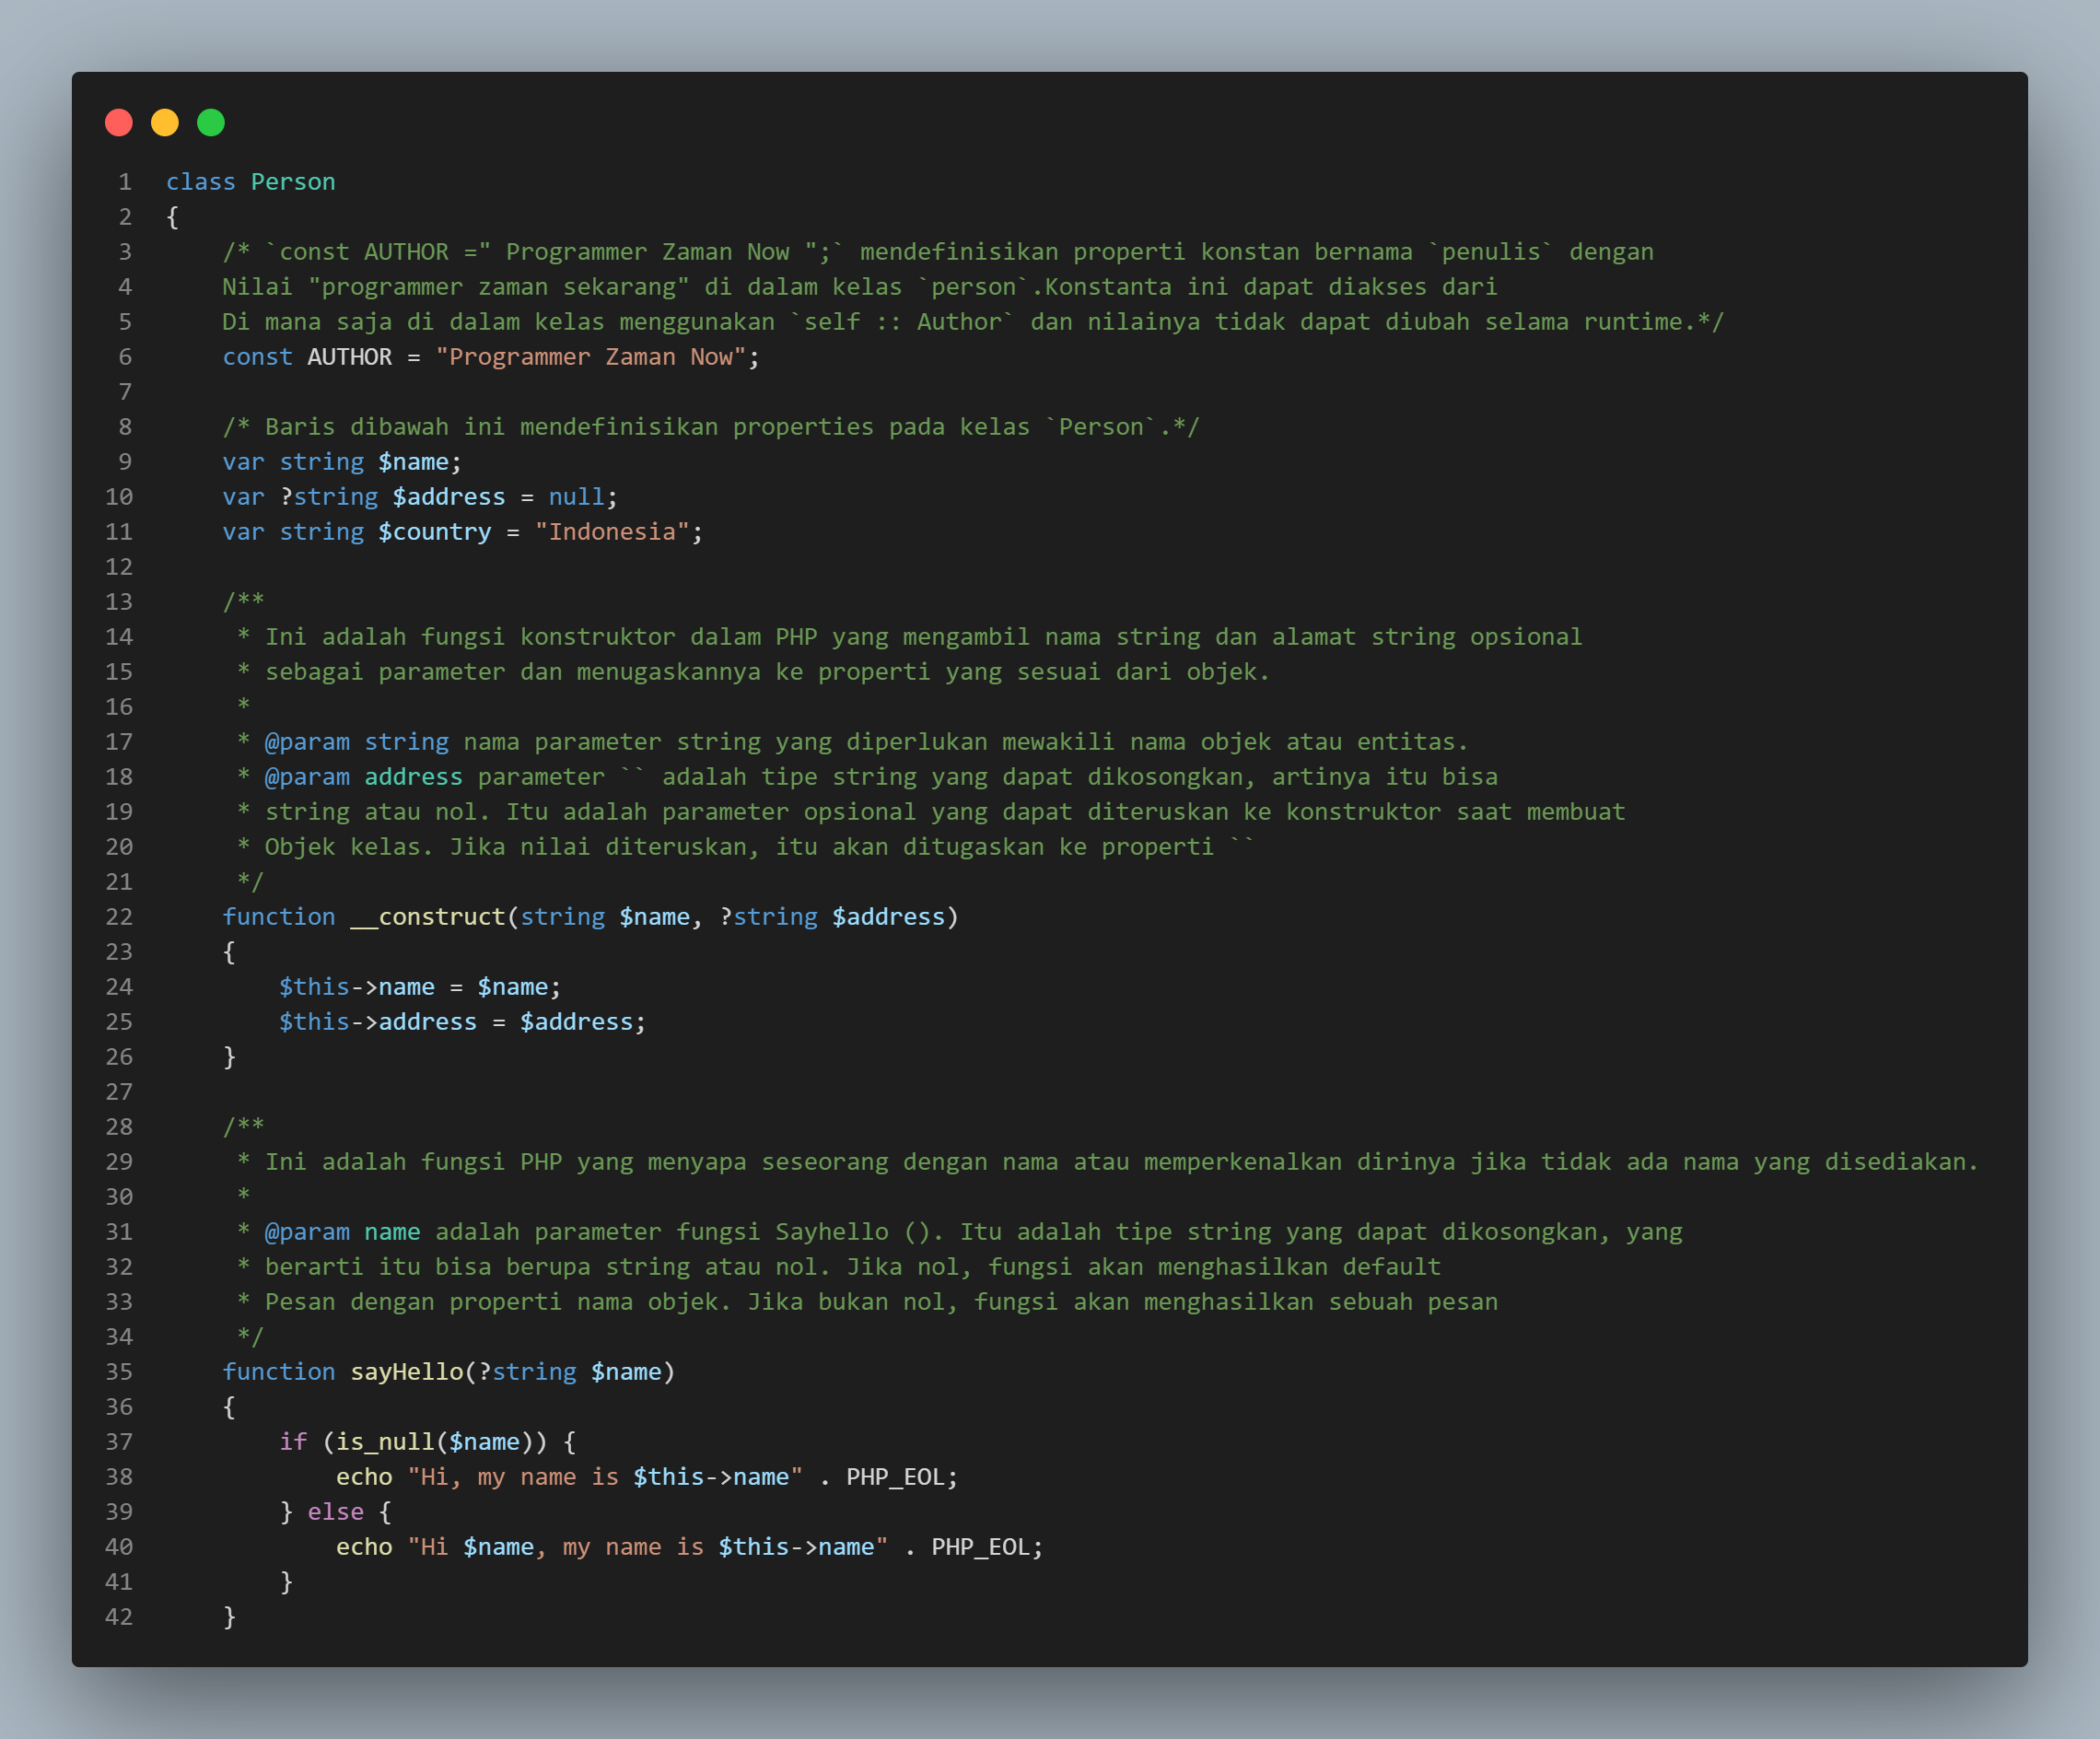 1 class Person
2 {
3     /* `const AUTHOR =" Programmer Zaman Now ";` mendefinisikan properti konstan bernama `penulis` dengan
4     Nilai "programmer zaman sekarang" di dalam kelas `person`.Konstanta ini dapat diakses dari
5     Di mana saja di dalam kelas menggunakan `self :: Author` dan nilainya tidak dapat diubah selama runtime.*/
6     const AUTHOR = "Programmer Zaman Now";
7
8     /* Baris dibawah ini mendefinisikan properties pada kelas `Person`.*/
9     var string $name;
10     var ?string $address = null;
11     var string $country = "Indonesia";
12
13     /**
14      * Ini adalah fungsi konstruktor dalam PHP yang mengambil nama string dan alamat string opsional
15      * sebagai parameter dan menugaskannya ke properti yang sesuai dari objek.
16      *
17      * @param string nama parameter string yang diperlukan mewakili nama objek atau entitas.
18      * @param address parameter `` adalah tipe string yang dapat dikosongkan, artinya itu bisa
19      * string atau nol. Itu adalah parameter opsional yang dapat diteruskan ke konstruktor saat membuat
20      * Objek kelas. Jika nilai diteruskan, itu akan ditugaskan ke properti ``
21      */
22     function __construct(string $name, ?string $address)
23     {
24         $this->name = $name;
25         $this->address = $address;
26     }
27
28     /**
29      * Ini adalah fungsi PHP yang menyapa seseorang dengan nama atau memperkenalkan dirinya jika tidak ada nama yang disediakan.
30      *
31      * @param name adalah parameter fungsi Sayhello (). Itu adalah tipe string yang dapat dikosongkan, yang
32      * berarti itu bisa berupa string atau nol. Jika nol, fungsi akan menghasilkan default
33      * Pesan dengan properti nama objek. Jika bukan nol, fungsi akan menghasilkan sebuah pesan
34      */
35     function sayHello(?string $name)
36     {
37         if (is_null($name)) {
38             echo "Hi, my name is $this->name" . PHP_EOL;
39         } else {
40             echo "Hi $name, my name is $this->name" . PHP_EOL;
41         }
42     }